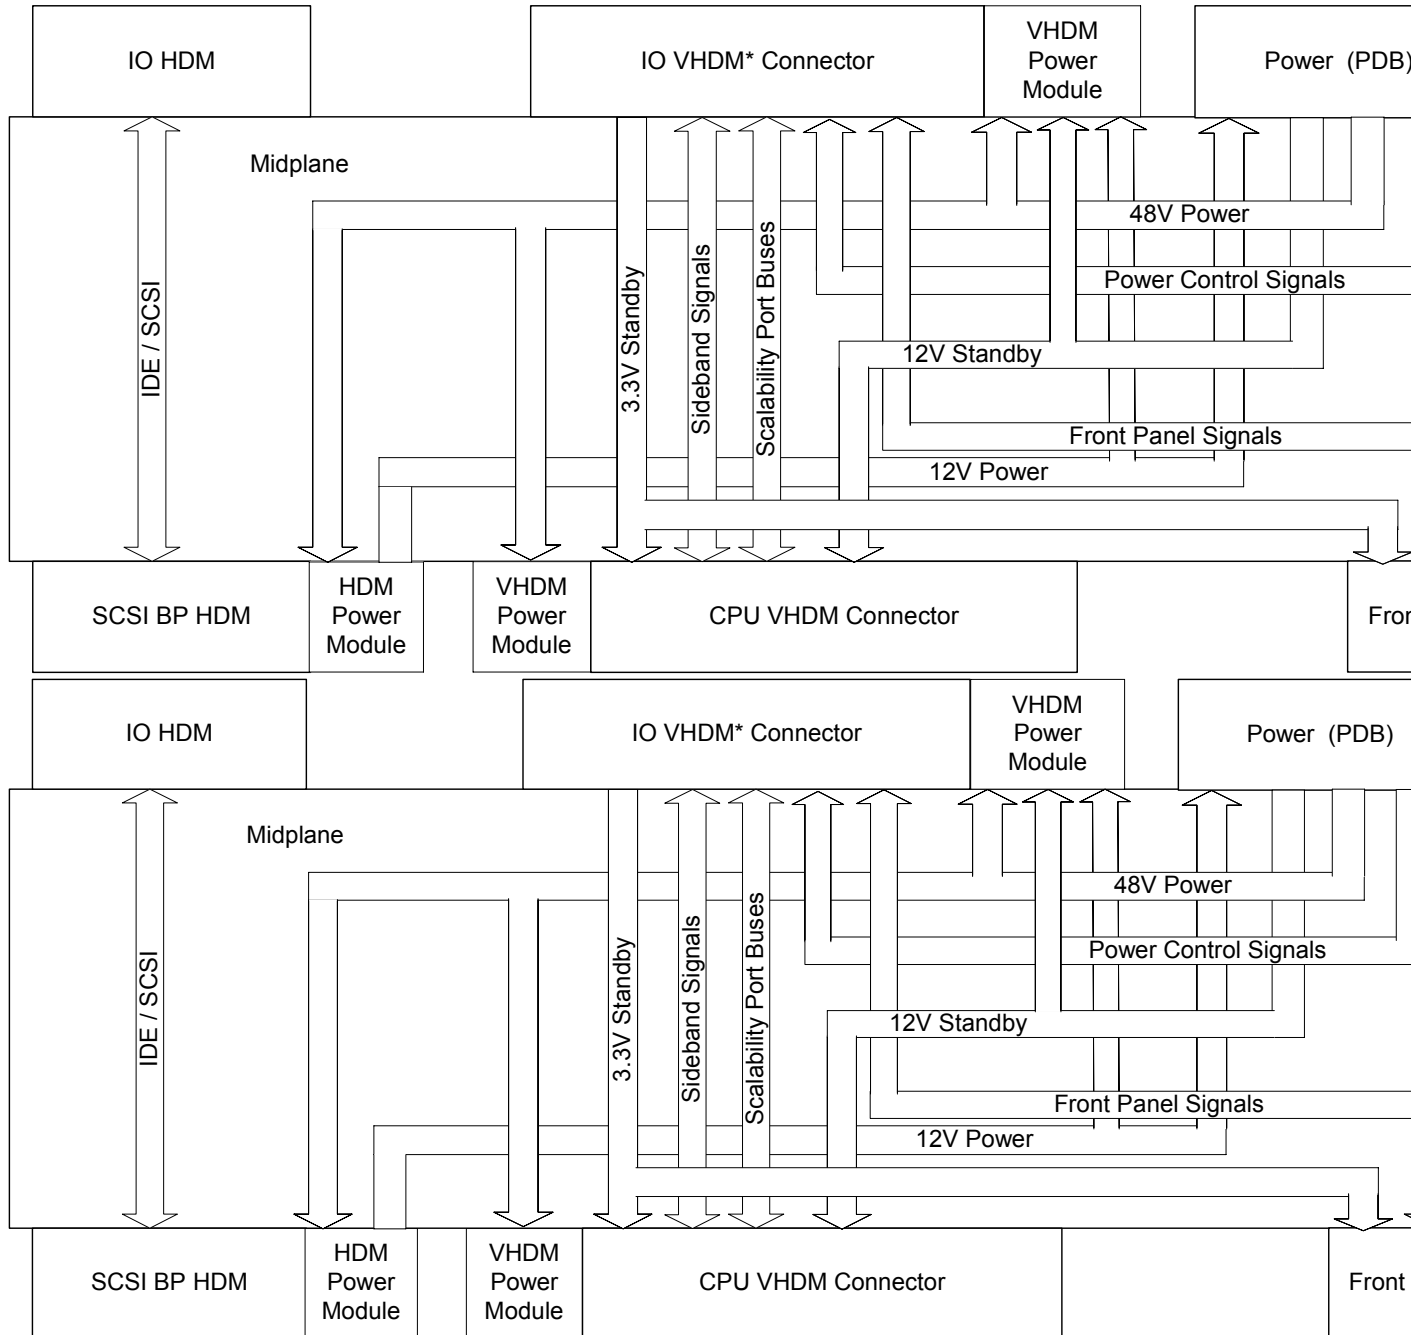 IO HDM
IO VHDM* Connector
VHDM
Power
Module
Power (PDB)
Midplane
48V Power
Power Control Signals
IDE / SCSI
3.3V Standby
Sideband Signals
Scalability Port Buses
12V Standby
Front Panel Signals
12V Power
SCSI BP HDM
HDM
Power
Module
VHDM
Power
Module
CPU VHDM Connector
Fron
IO HDM
IO VHDM* Connector
VHDM
Power
Module
Power (PDB)
Midplane
48V Power
Power Control Signals
IDE / SCSI
3.3V Standby
Sideband Signals
Scalability Port Buses
12V Standby
Front Panel Signals
12V Power
SCSI BP HDM
HDM
Power
Module
VHDM
Power
Module
CPU VHDM Connector
Front